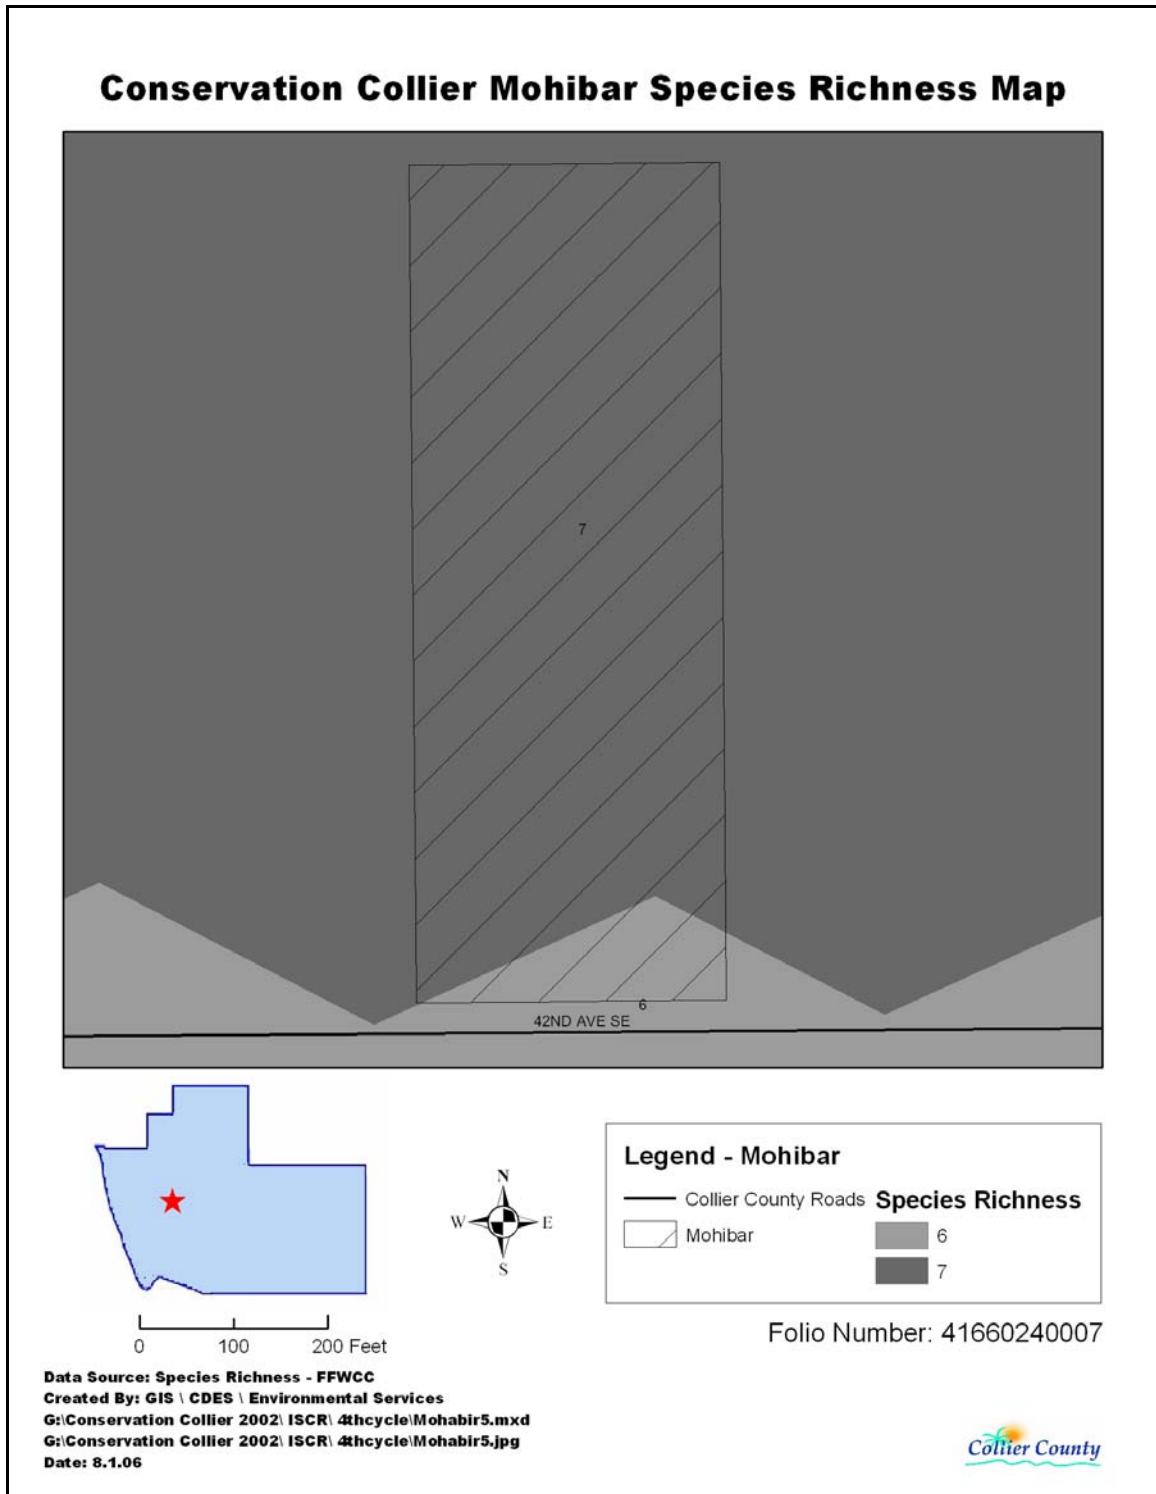 Conservation Collier Mohibar Species Richness Map
7
6
42ND AVE SE
N
W E
S
0 100 200 Feet
Legend - Mohibar
Collier County Roads
Mohibar
Species Richness
6
7
Folio Number: 41660240007
Data Source: Species Richness - FFWCC
Created By: GIS \ CDES \ Environmental Services
G:\Conservation Collier 2002\ ISCR\ 4thcycle\Mohabir5.mxd
G:\Conservation Collier 2002\ ISCR\ 4thcycle\Mohabir5.jpg
Date: 8.1.06
Collier County